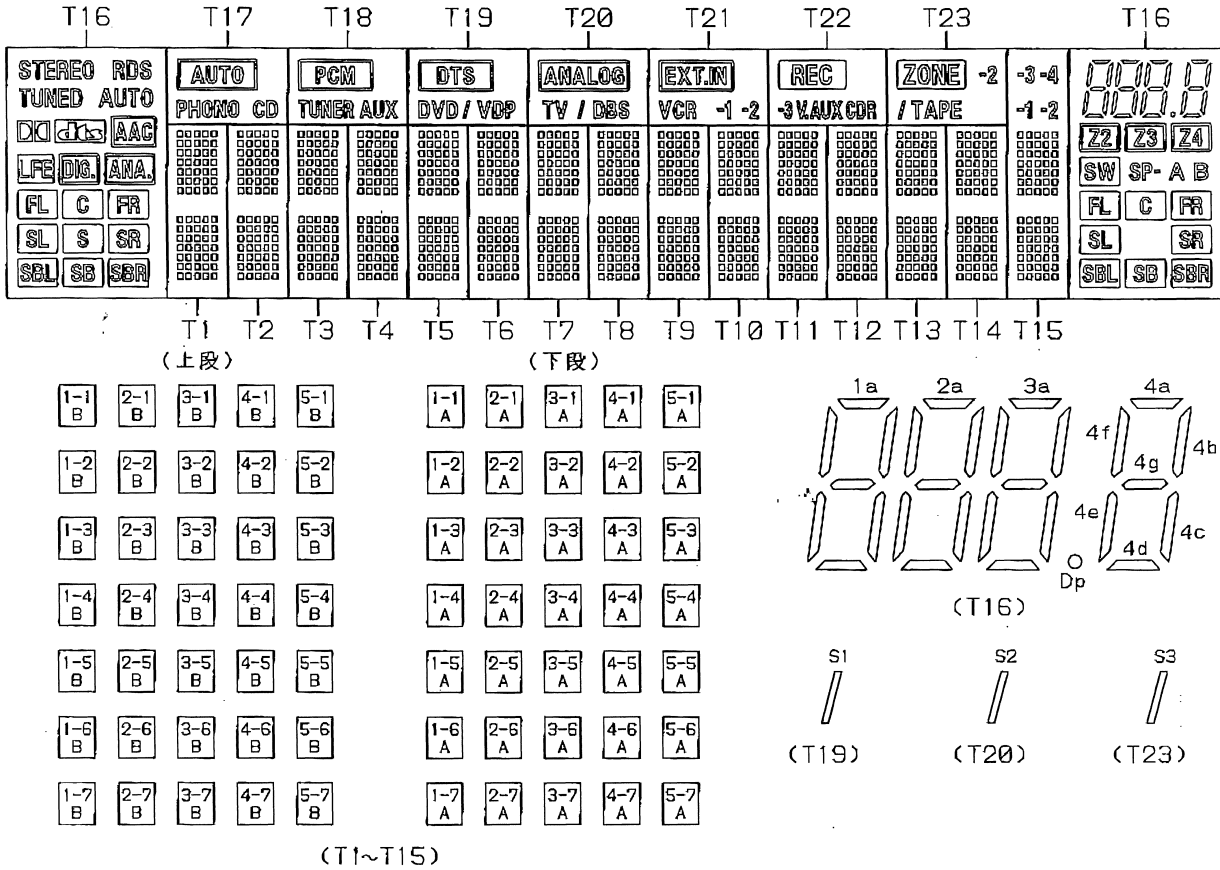 T16 T17 T18 T19 T20 T21 T22 T23 T16
STEREO RDS AUTO PCM DTS ANALOG EXT.IN REC ZONE -2 -3 -4 888.8
TUNED AUTO PHONO CD TUNER AUX DVD / VDP TV / DBS VCR -1 -2 -3 V.AUX CDR / TAPE -1 -2
dts AAC Z2 Z3 Z4
LFE DIG. ANA. SW SP- A B
FL C FR FL C FR
SL S SR SL SR
SBL SB SBR SBL SB SBR
T1 T2 T3 T4 T5 T6 T7 T8 T9 T10 T11 T12 T13 T14 T15
(上段) (下段)
1-1 B 2-1 B 3-1 B 4-1 B 5-1 B
1-2 B 2-2 B 3-2 B 4-2 B 5-2 B
1-3 B 2-3 B 3-3 B 4-3 B 5-3 B
1-4 B 2-4 B 3-4 B 4-4 B 5-4 B
1-5 B 2-5 B 3-5 B 4-5 B 5-5 B
1-6 B 2-6 B 3-6 B 4-6 B 5-6 B
1-7 B 2-7 B 3-7 B 4-7 B 5-7 B
1-1 A 2-1 A 3-1 A 4-1 A 5-1 A
1-2 A 2-2 A 3-2 A 4-2 A 5-2 A
1-3 A 2-3 A 3-3 A 4-3 A 5-3 A
1-4 A 2-4 A 3-4 A 4-4 A 5-4 A
1-5 A 2-5 A 3-5 A 4-5 A 5-5 A
1-6 A 2-6 A 3-6 A 4-6 A 5-6 A
1-7 A 2-7 A 3-7 A 4-7 A 5-7 A
(T1~T15)
1a 2a 3a 4a
4f 4b
4g
4e 4c
4d
Dp
(T16)
S1 S2 S3
(T19) (T20) (T23)